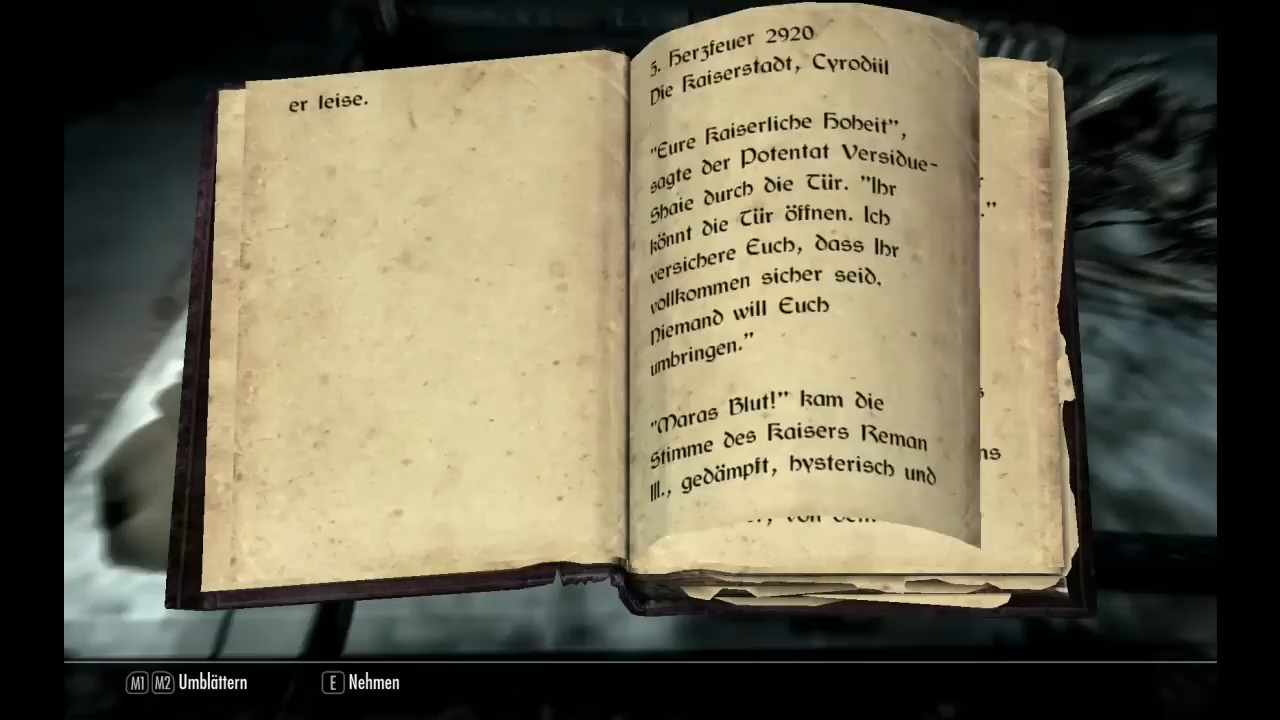 er leise.
5. Herzfeuer 2920
Die Kaiserstadt, Cyrodiil
"Eure Kaiserliche Hoheit",
sagte der Potentat Versidue-
Shaie durch die Tür. "Ihr
könnt die Tür öffnen. Ich
versichere Euch, dass Ihr
vollkommen sicher seid.
Niemand will Euch
umbringen."
"Maras Blut!" kam die
Stimme des Kaisers Reman
III., gedämpft, hysterisch und
M1 M2 Umblättern
E Nehmen